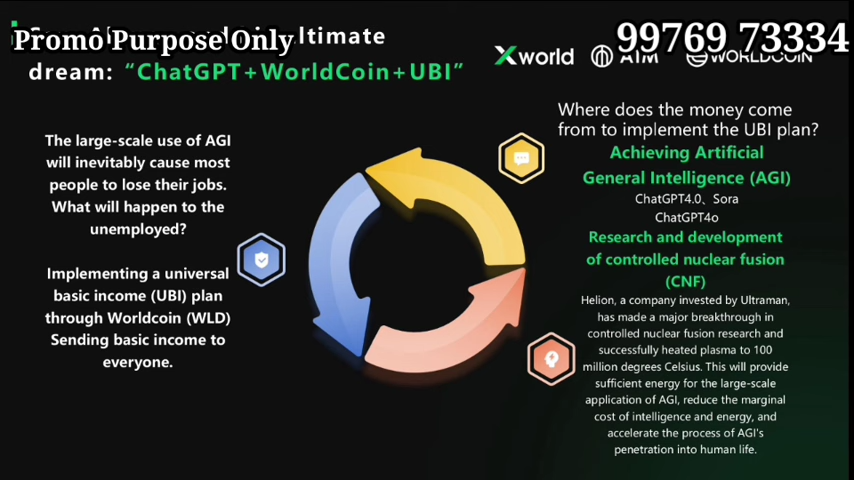 Promo Purpose Only
ltimate
dream: “ChatGPT+WorldCoin+UBI”
99769 73334
Xworld
WORLDCOIN
The large-scale use of AGI
will inevitably cause most
people to lose their jobs.
What will happen to the
unemployed?
Implementing a universal
basic income (UBI) plan
through Worldcoin (WLD)
Sending basic income to
everyone.
Where does the money come
from to implement the UBI plan?
Achieving Artificial
General Intelligence (AGI)
ChatGPT4.0、Sora
ChatGPT4o
Research and development
of controlled nuclear fusion
(CNF)
Helion, a company invested by Ultraman,
has made a major breakthrough in
controlled nuclear fusion research and
successfully heated plasma to 100
million degrees Celsius. This will provide
sufficient energy for the large-scale
application of AGI, reduce the marginal
cost of intelligence and energy, and
accelerate the process of AGI's
penetration into human life.